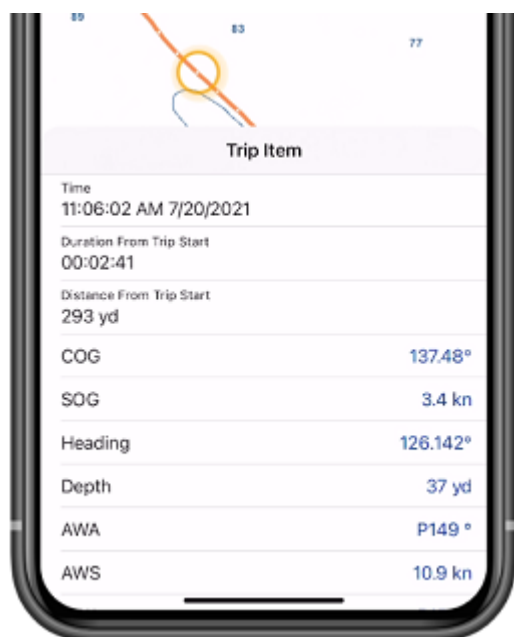 89
83
77
Trip Item
Time
11:06:02 AM 7/20/2021
Duration From Trip Start
00:02:41
Distance From Trip Start
293 yd
COG 137.48°
SOG 3.4 kn
Heading 126.142°
Depth 37 yd
AWA P149 °
AWS 10.9 kn